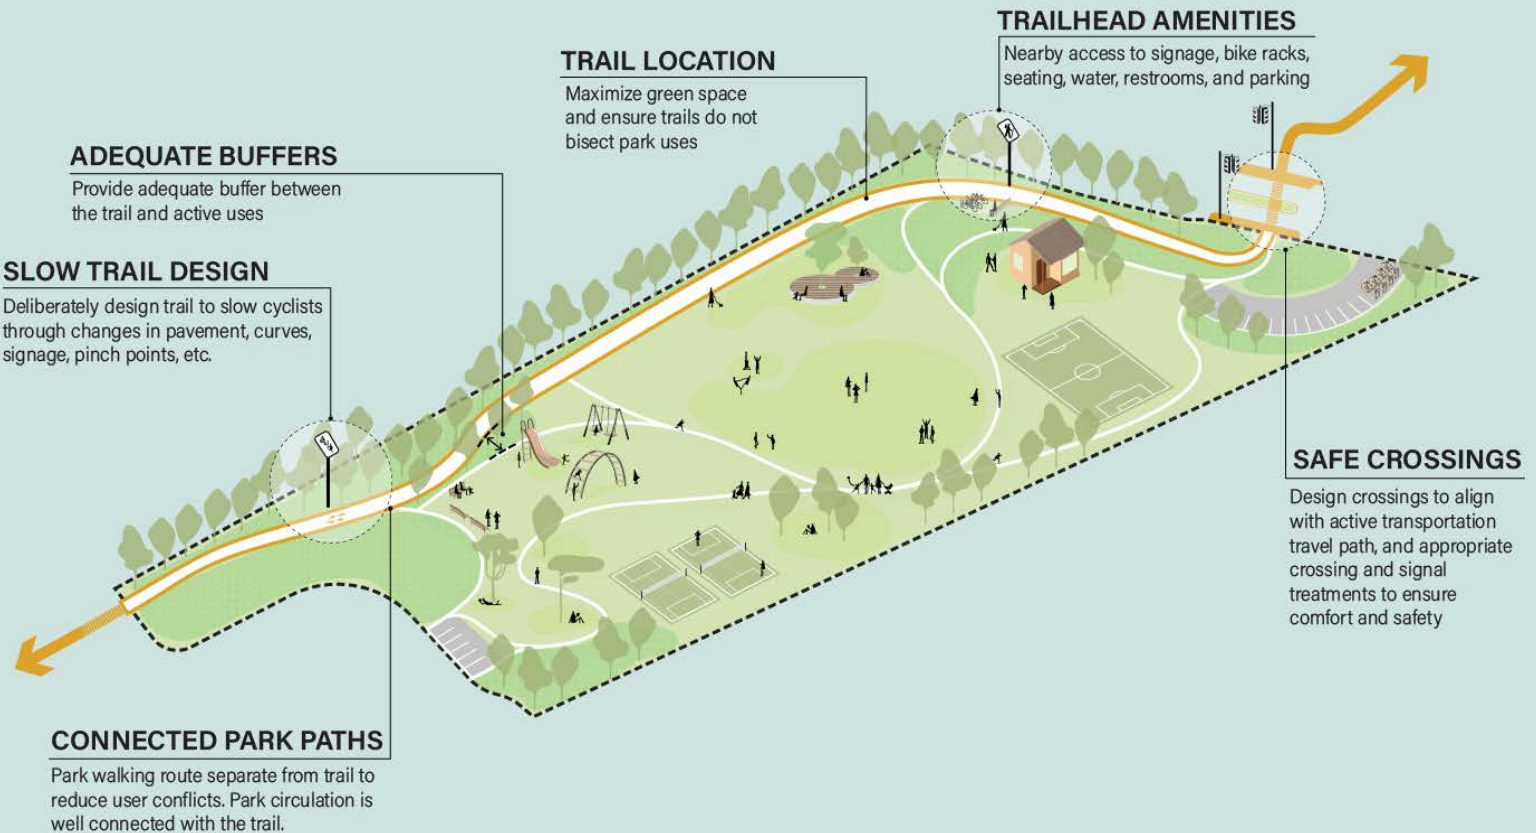 TRAILHEAD AMENITIES
Nearby access to signage, bike racks,
seating, water, restrooms, and parking
TRAIL LOCATION
Maximize green space
and ensure trails do not
bisect park uses
ADEQUATE BUFFERS
Provide adequate buffer between
the trail and active uses
SLOW TRAIL DESIGN
Deliberately design trail to slow cyclists
through changes in pavement, curves,
signage, pinch points, etc.
SAFE CROSSINGS
Design crossings to align
with active transportation
travel path, and appropriate
crossing and signal
treatments to ensure
comfort and safety
CONNECTED PARK PATHS
Park walking route separate from trail to
reduce user conflicts. Park circulation is
well connected with the trail.